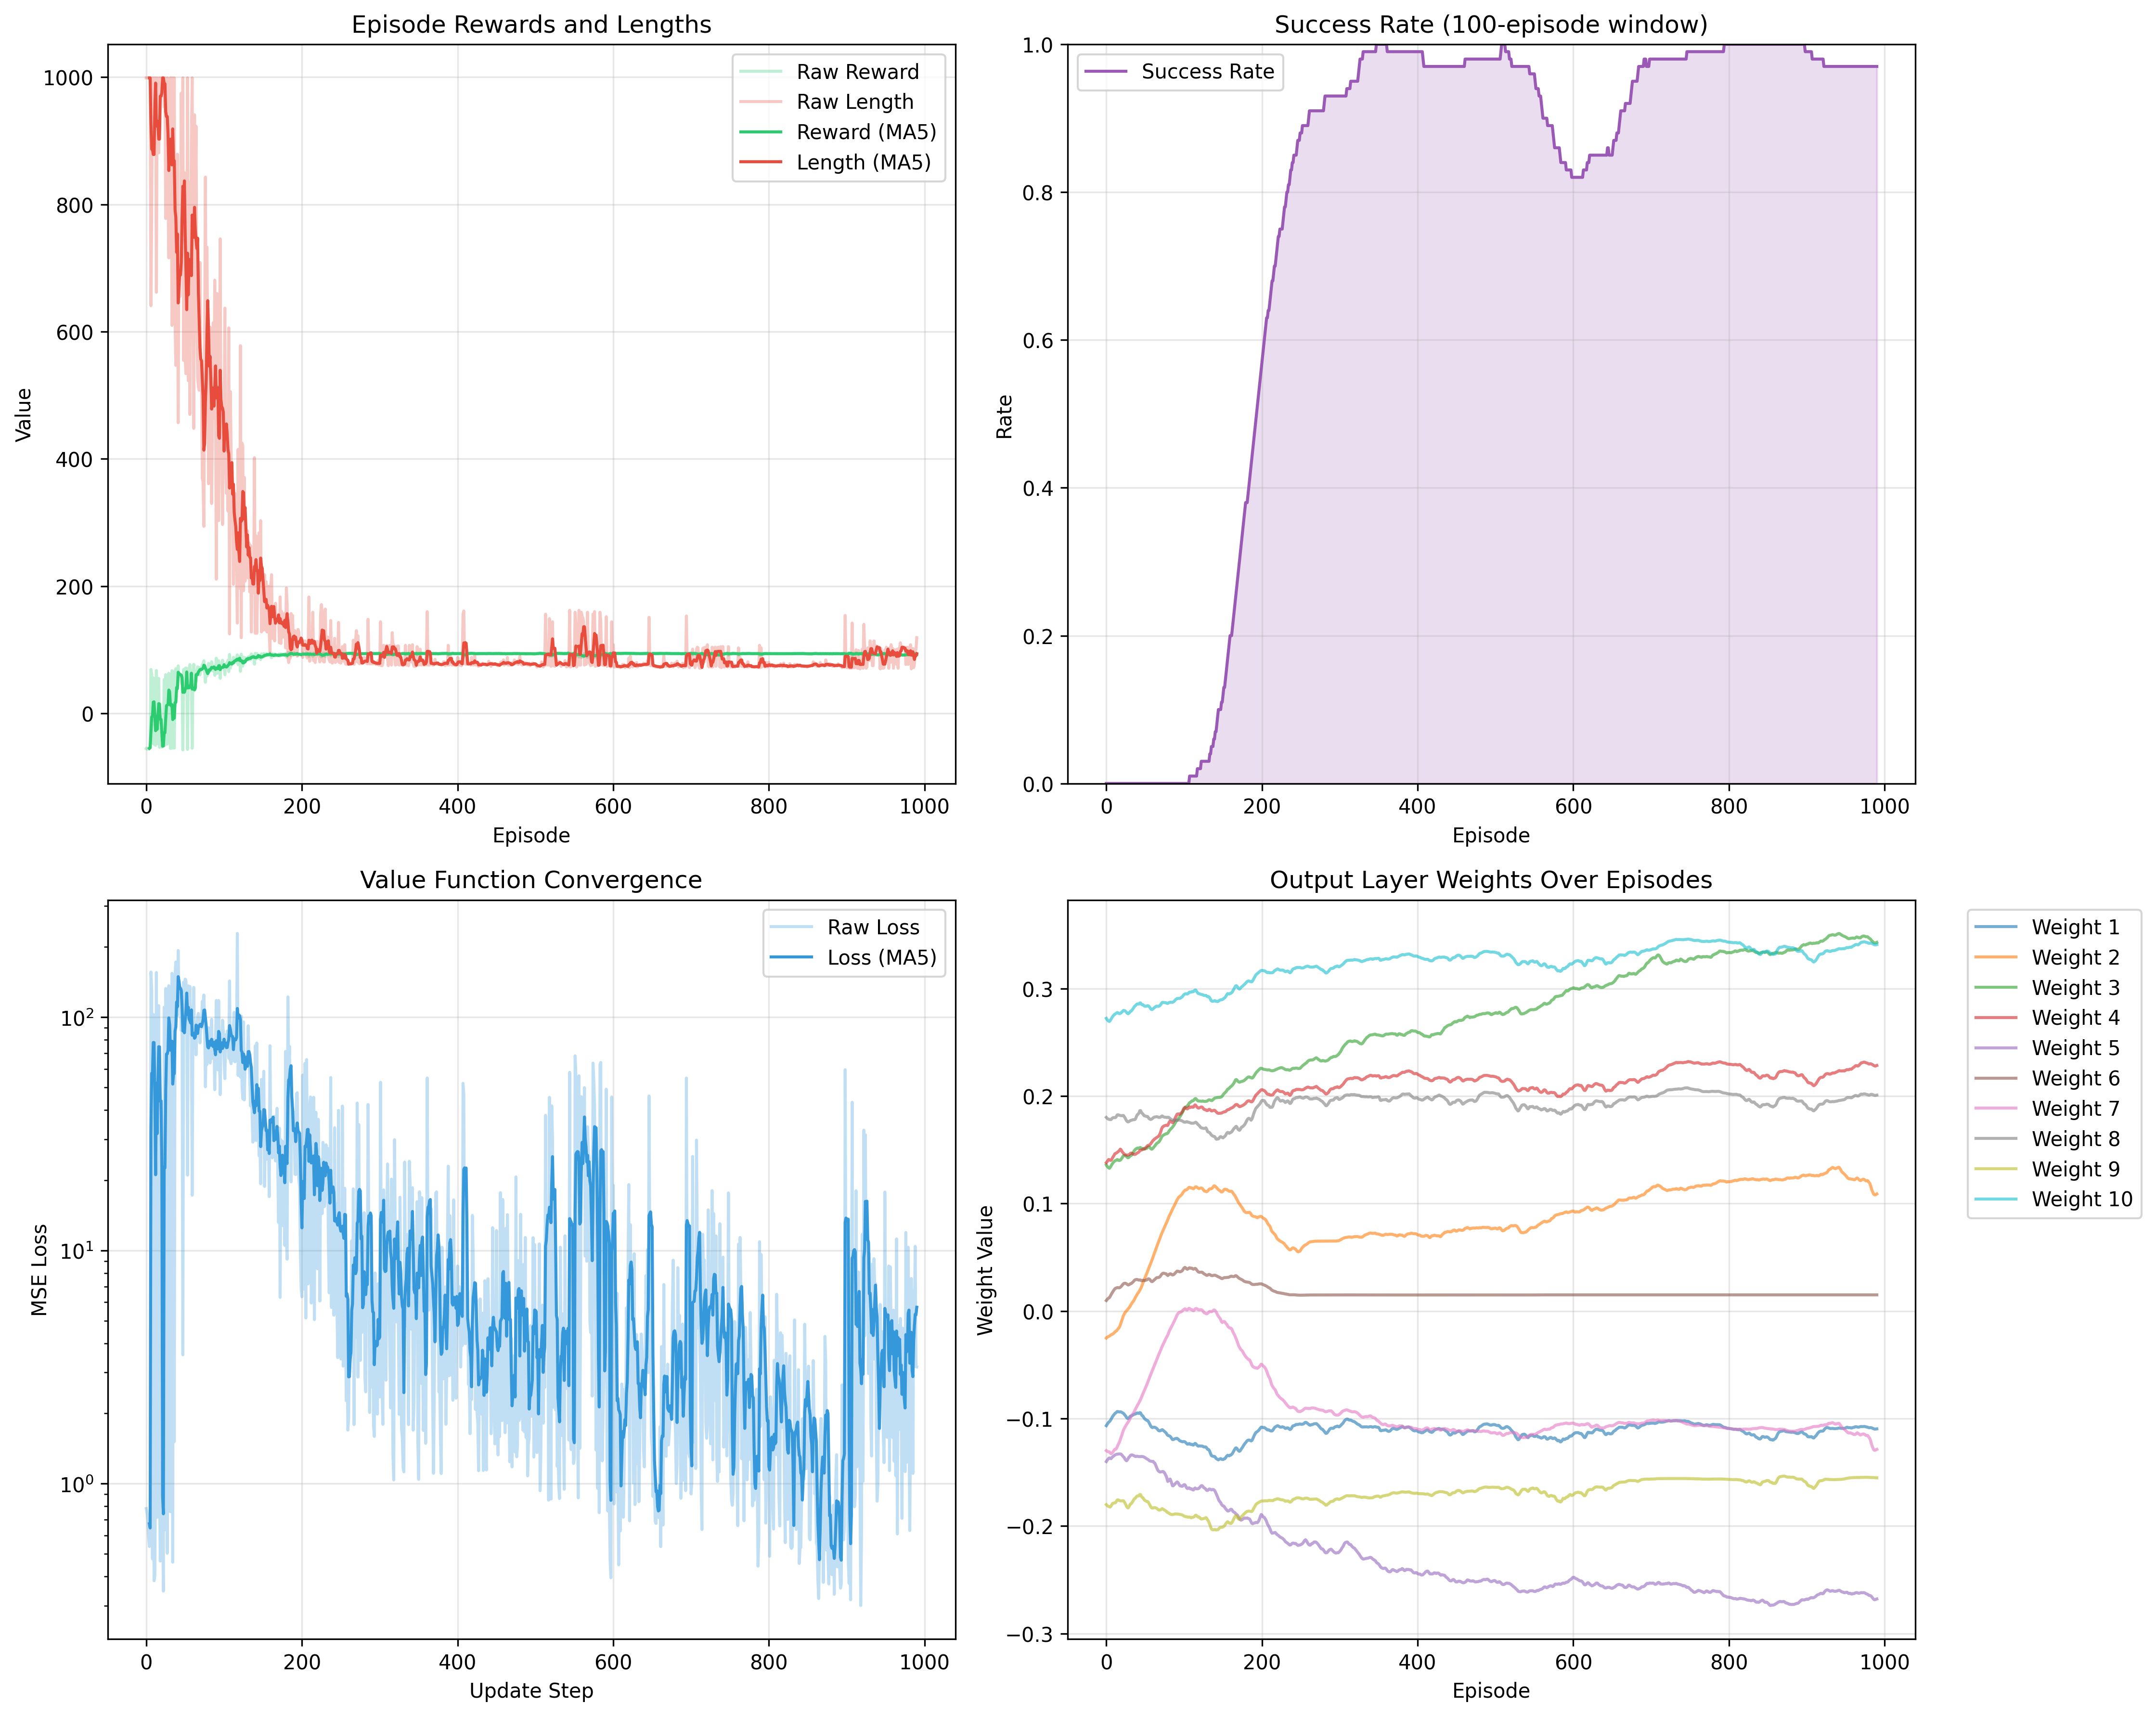 Episode Rewards and Lengths
Value
1000
800
600
400
200
0
Raw Reward
Raw Length
Reward (MA5)
Length (MA5)
0 200 400 600 800 1000
Episode
Success Rate (100-episode window)
Rate
1.0
0.8
0.6
0.4
0.2
0.0
Success Rate
0 200 400 600 800 1000
Episode
Value Function Convergence
MSE Loss
10²
10¹
10⁰
Raw Loss
Loss (MA5)
0 200 400 600 800 1000
Update Step
Output Layer Weights Over Episodes
Weight Value
0.3
0.2
0.1
0.0
−0.1
−0.2
−0.3
0 200 400 600 800 1000
Episode
Weight 1
Weight 2
Weight 3
Weight 4
Weight 5
Weight 6
Weight 7
Weight 8
Weight 9
Weight 10